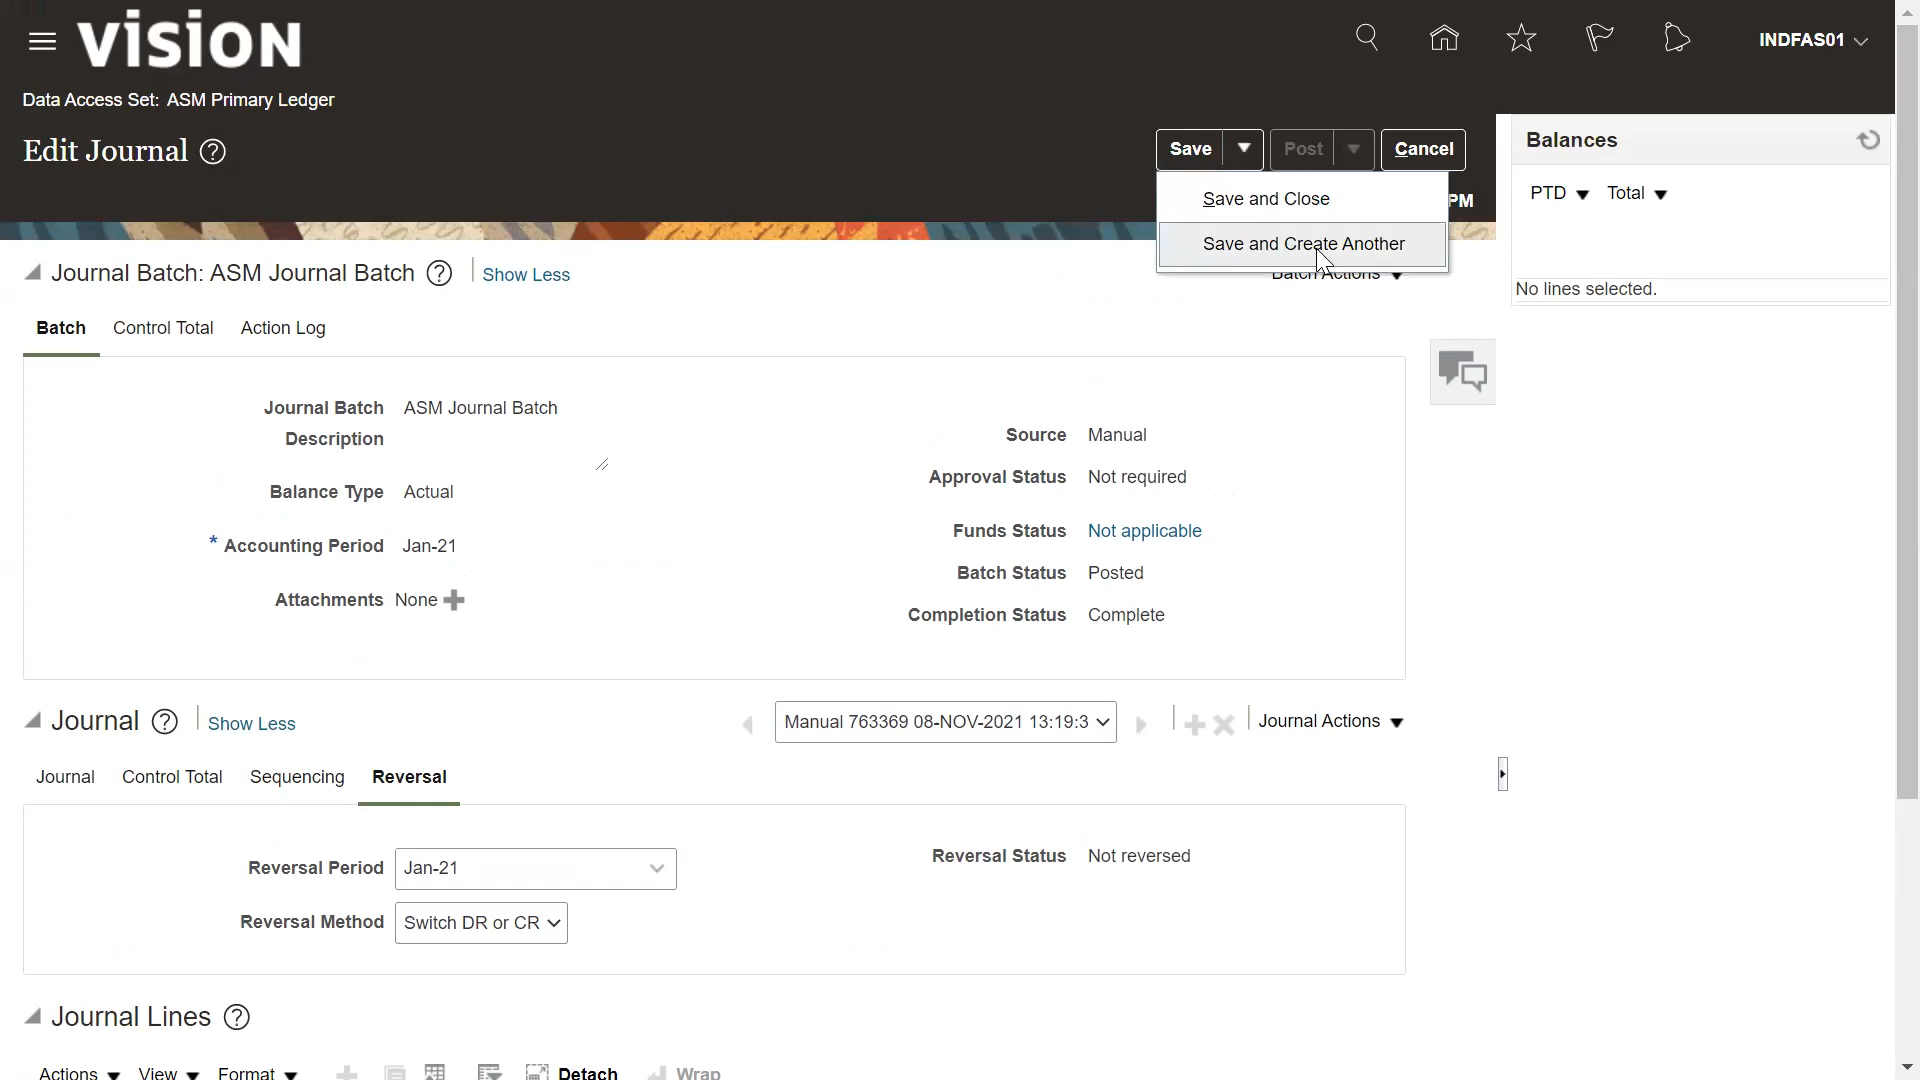 VISION
INDFAS01
Data Access Set: ASM Primary Ledger
Edit Journal
Save Post Cancel
Save and Close
PM
Save and Create Another
Balances
PTD Total
No lines selected.
Journal Batch: ASM Journal Batch Show Less Batch Actions
Batch Control Total Action Log
Journal Batch ASM Journal Batch
Description
Balance Type Actual
* Accounting Period Jan-21
Attachments None
Source Manual
Approval Status Not required
Funds Status Not applicable
Batch Status Posted
Completion Status Complete
Journal Show Less Manual 763369 08-NOV-2021 13:19:3 Journal Actions
Journal Control Total Sequencing Reversal
Reversal Period Jan-21
Reversal Method Switch DR or CR
Reversal Status Not reversed
Journal Lines
Actions View Format Detach Wrap